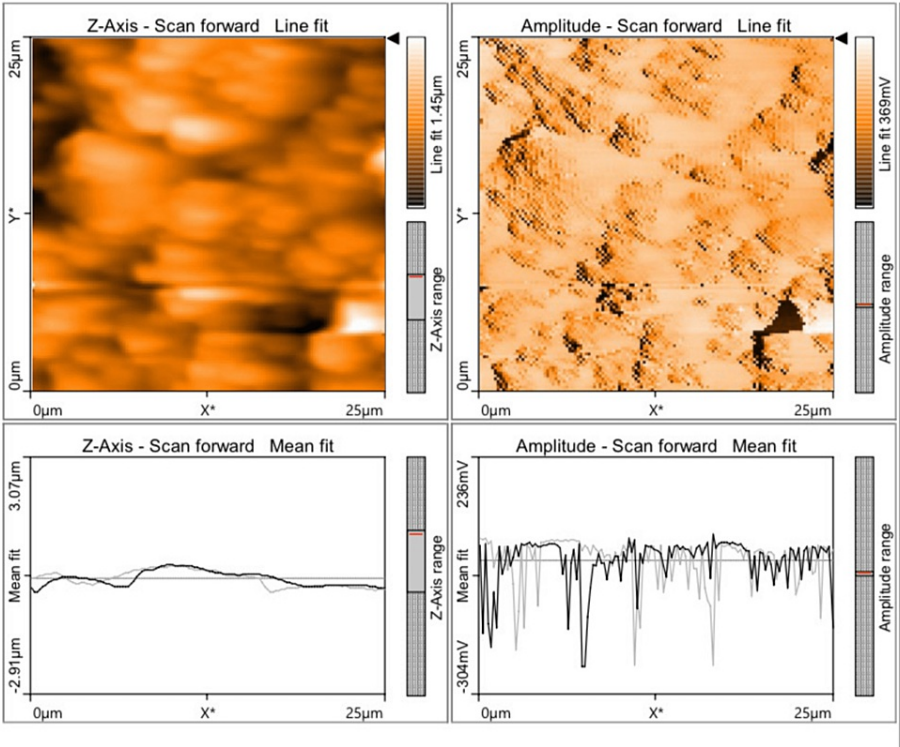 Z-Axis - Scan forward Line fit
25µm
Y*
0µm
0µm
X*
25µm
Line fit 1.45µm
Z-Axis range
Amplitude - Scan forward Line fit
25µm
Y*
0µm
0µm
X*
25µm
Line fit 369mV
Amplitude range
Z-Axis - Scan forward Mean fit
3.07µm
Mean fit
-2.91µm
0µm
X*
25µm
Z-Axis range
Amplitude - Scan forward Mean fit
236mV
Mean fit
-304mV
0µm
X*
25µm
Amplitude range